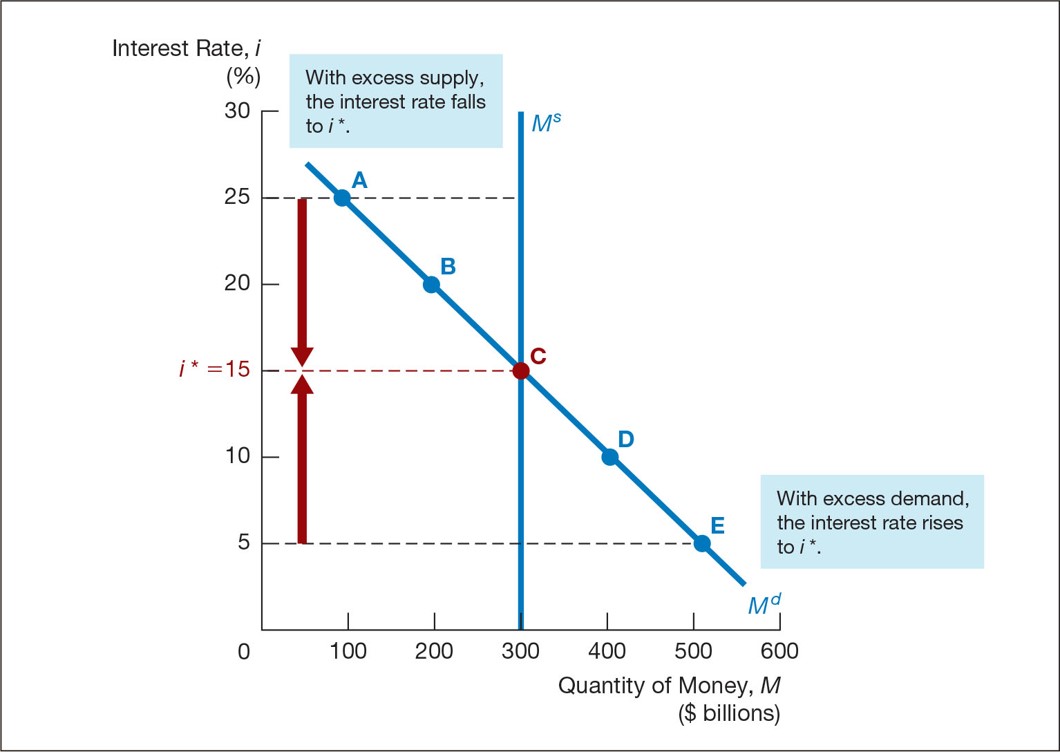 Interest Rate, i
(%)
With excess supply,
the interest rate falls
to i *.
30
M^s
25
A
20
B
i * = 15
C
10
D
5
E
With excess demand,
the interest rate rises
to i *.
M^d
0
100
200
300
400
500
600
Quantity of Money, M
($ billions)